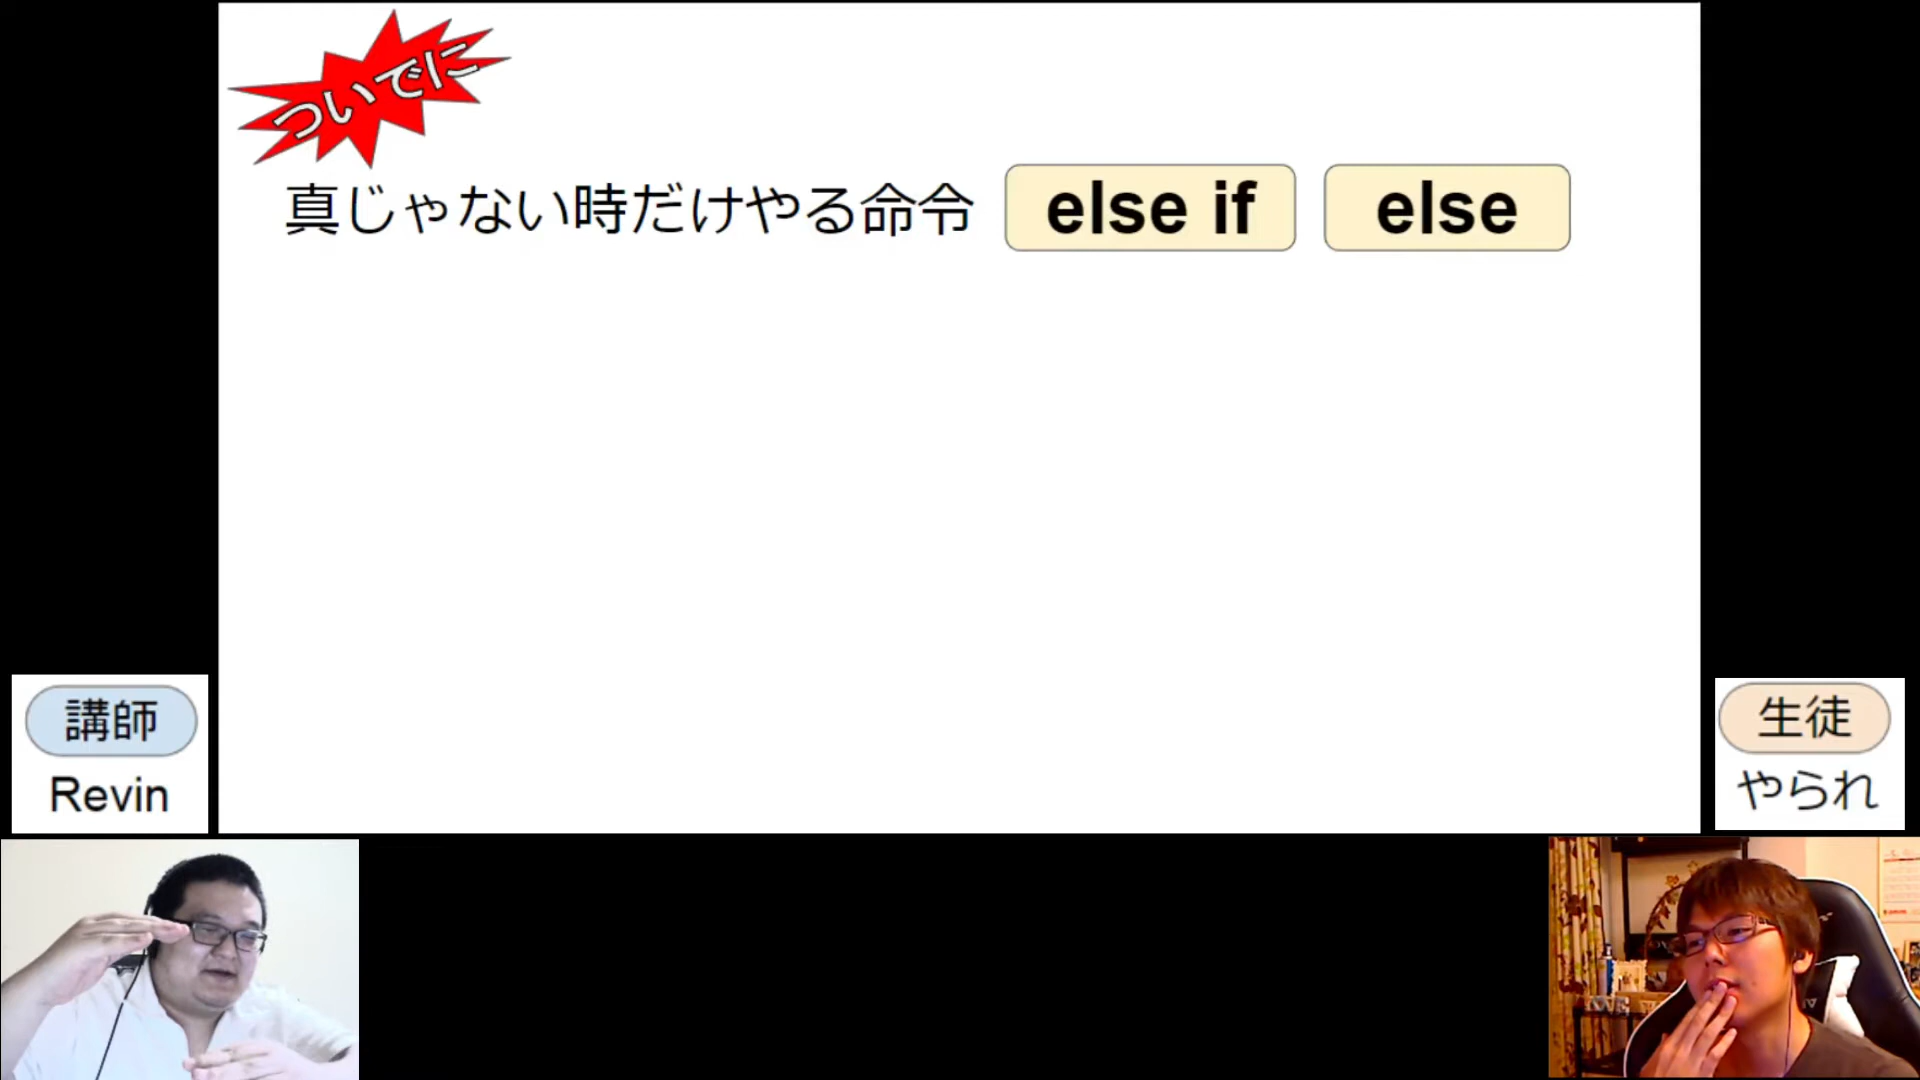 ついでに
真じゃない時だけやる命令 else if else
講師
Revin
生徒
やられ